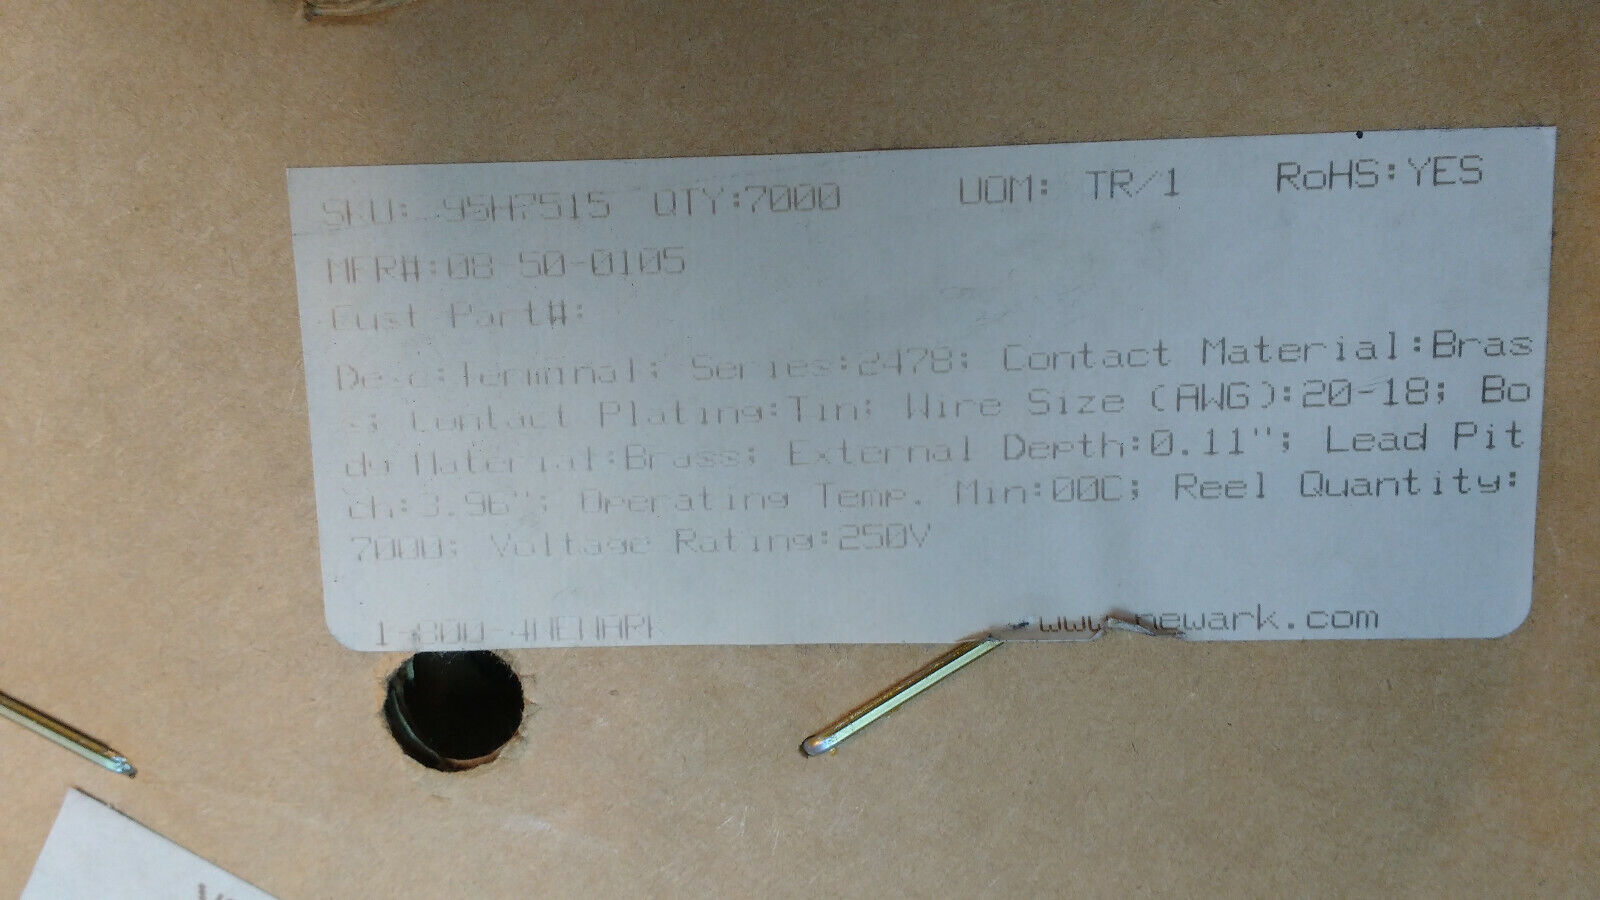 SKU: 95H7515 QTY:7000 UOM: TR/1 RoHS:YES
MFR#:08-50-0105
Cust Part#:
Desc:Terminal; Series:2478; Contact Material:Bras
s; Contact Plating:Tin; Wire Size (AWG):20-18; Bo
dy Material:Brass; External Depth:0.11"; Lead Pit
ch:3.96"; Operating Temp. Min:00C; Reel Quantity:
7000; Voltage Rating:250V
1-800-4NEWARK www.newark.com